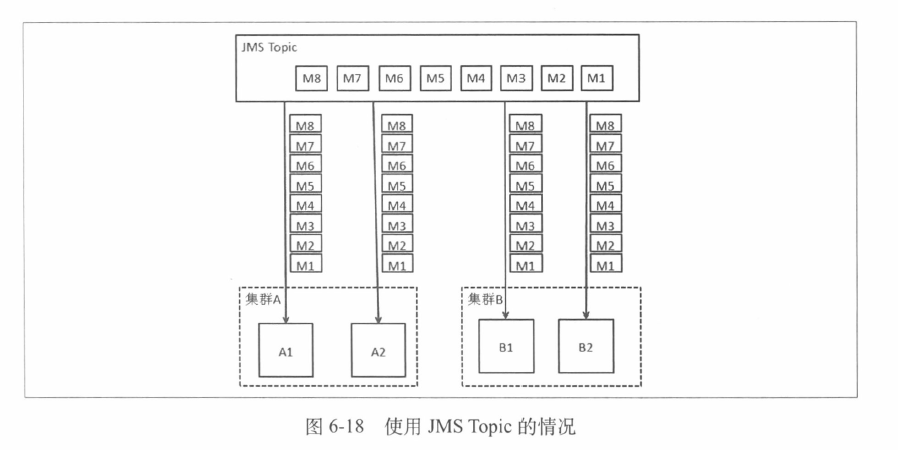 JMS Topic
M8 M7 M6 M5 M4 M3 M2 M1
M8 M8 M8 M8
M7 M7 M7 M7
M6 M6 M6 M6
M5 M5 M5 M5
M4 M4 M4 M4
M3 M3 M3 M3
M2 M2 M2 M2
M1 M1 M1 M1
集群A 集群B
A1 A2 B1 B2
图 6-18 使用 JMS Topic 的情况